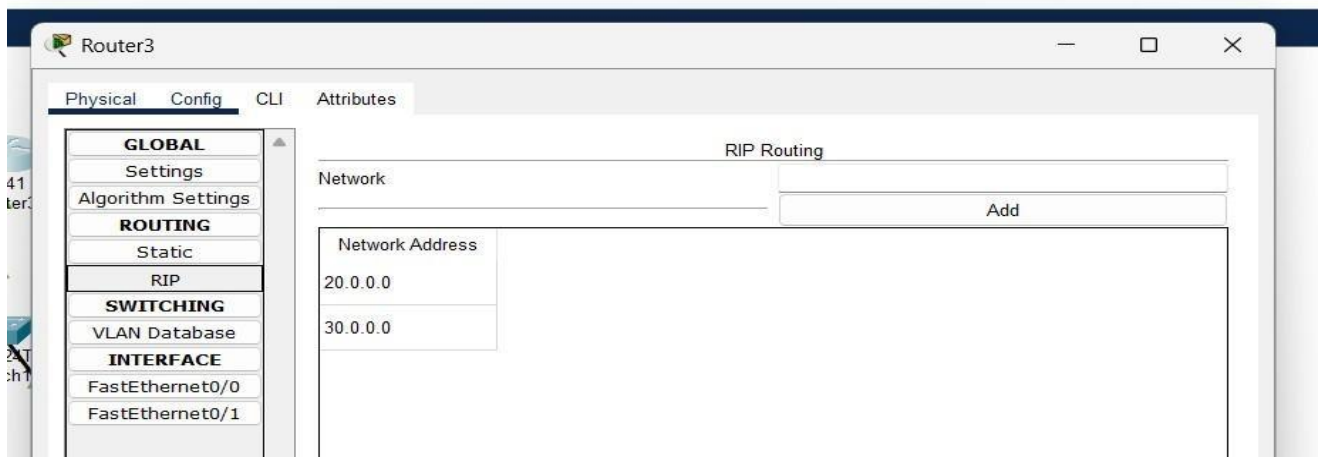 Router3
Physical Config CLI Attributes
GLOBAL
Settings
Algorithm Settings
ROUTING
Static
RIP
SWITCHING
VLAN Database
INTERFACE
FastEthernet0/0
FastEthernet0/1
RIP Routing
Network
Add
Network Address
20.0.0.0
30.0.0.0
41